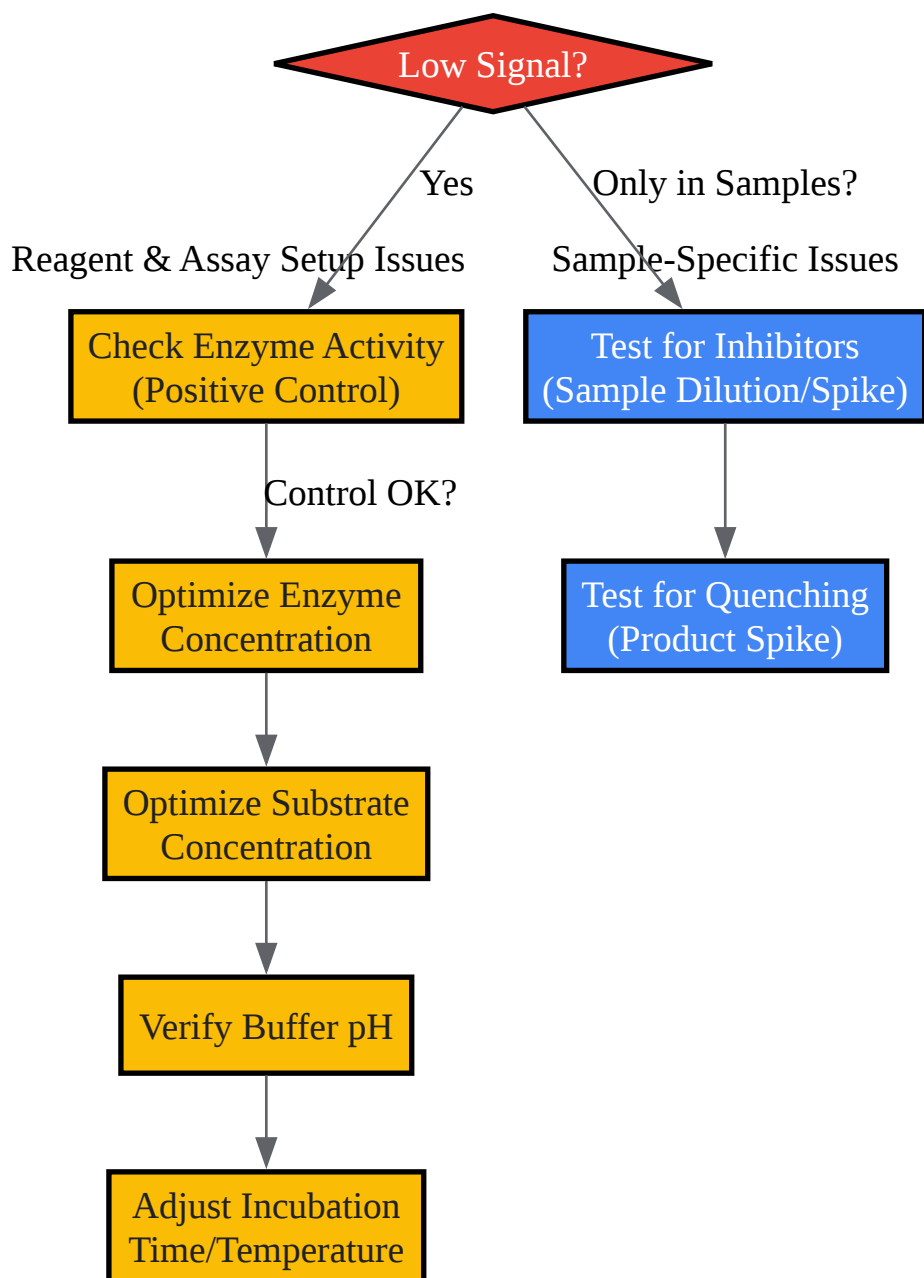 Low Signal?
Yes
Only in Samples?
Reagent & Assay Setup Issues
Sample-Specific Issues
Check Enzyme Activity
(Positive Control)
Test for Inhibitors
(Sample Dilution/Spike)
Control OK?
Optimize Enzyme
Concentration
Test for Quenching
(Product Spike)
Optimize Substrate
Concentration
Verify Buffer pH
Adjust Incubation
Time/Temperature